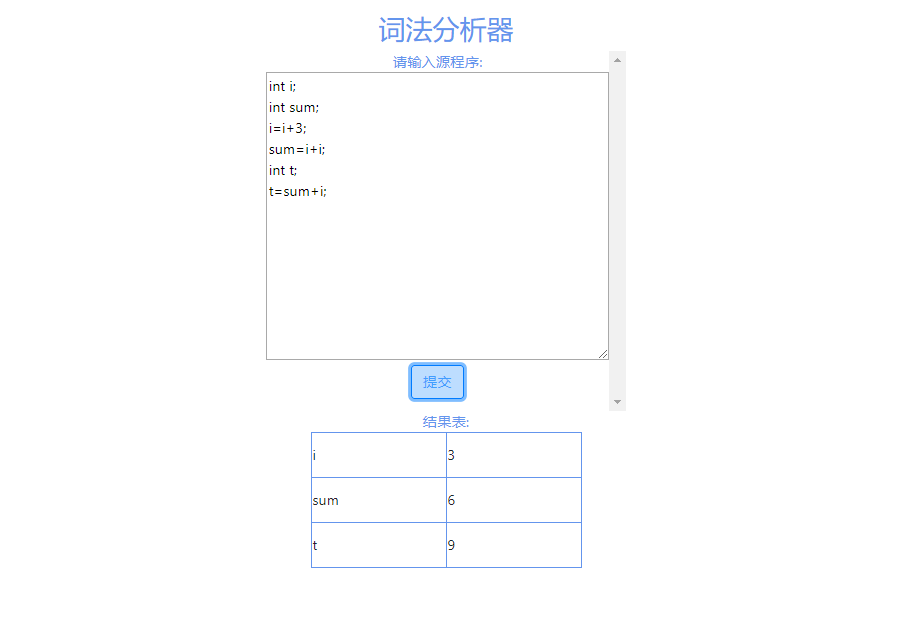 词法分析器
请输入源程序:
int i;
int sum;
i=i+3;
sum=i+i;
int t;
t=sum+i;
提交
结果表:
i 3
sum 6
t 9